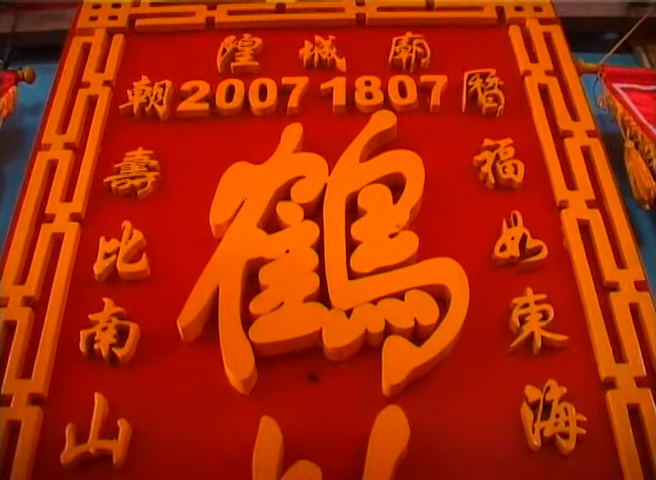 隍城廟
朝 2007 1807 曆
福如東海
鶴
壽比南山